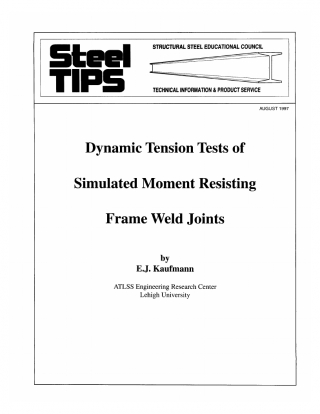 Steel
TIPS
STRUCTURAL STEEL EDUCATIONAL COUNCIL
TECHNICAL INFORMATION & PRODUCT SERVICE
AUGUST 1997
Dynamic Tension Tests of
Simulated Moment Resisting
Frame Weld Joints
by
E.J. Kaufmann
ATLSS Engineering Research Center
Lehigh University